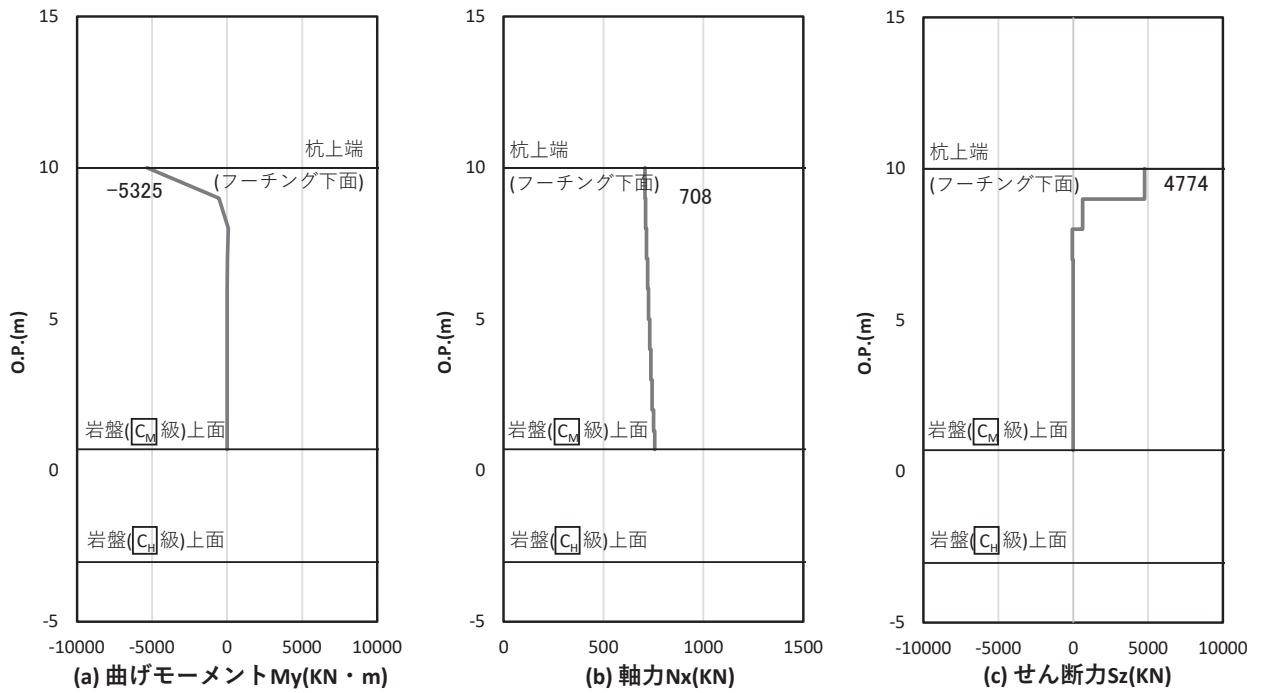 15
10
5
0
-5
O.P.(m)
杭上端
(フーチング下面)
-5325
岩盤(CM級)上面
岩盤(CH級)上面
-10000 -5000 0 5000 10000
(a) 曲げモーメントMy(KN・m)
15
10
5
0
-5
O.P.(m)
杭上端
(フーチング下面)
708
岩盤(CM級)上面
岩盤(CH級)上面
0 500 1000 1500
(b) 軸力Nx(KN)
15
10
5
0
-5
O.P.(m)
杭上端
(フーチング下面)
4774
岩盤(CM級)上面
岩盤(CH級)上面
-10000 -5000 0 5000 10000
(c) せん断力Sz(KN)